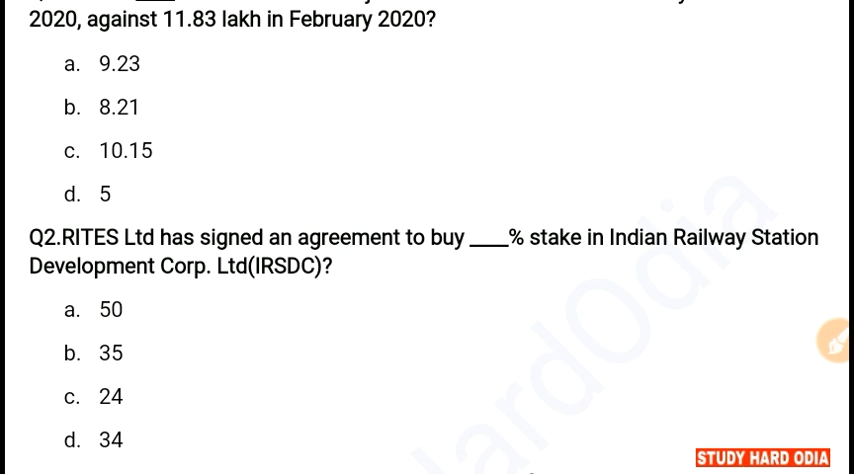 2020, against 11.83 lakh in February 2020?
a. 9.23
b. 8.21
c. 10.15
d. 5
Q2.RITES Ltd has signed an agreement to buy ____% stake in Indian Railway Station
Development Corp. Ltd(IRSDC)?
a. 50
b. 35
c. 24
d. 34
ardOdia
STUDY HARD ODIA